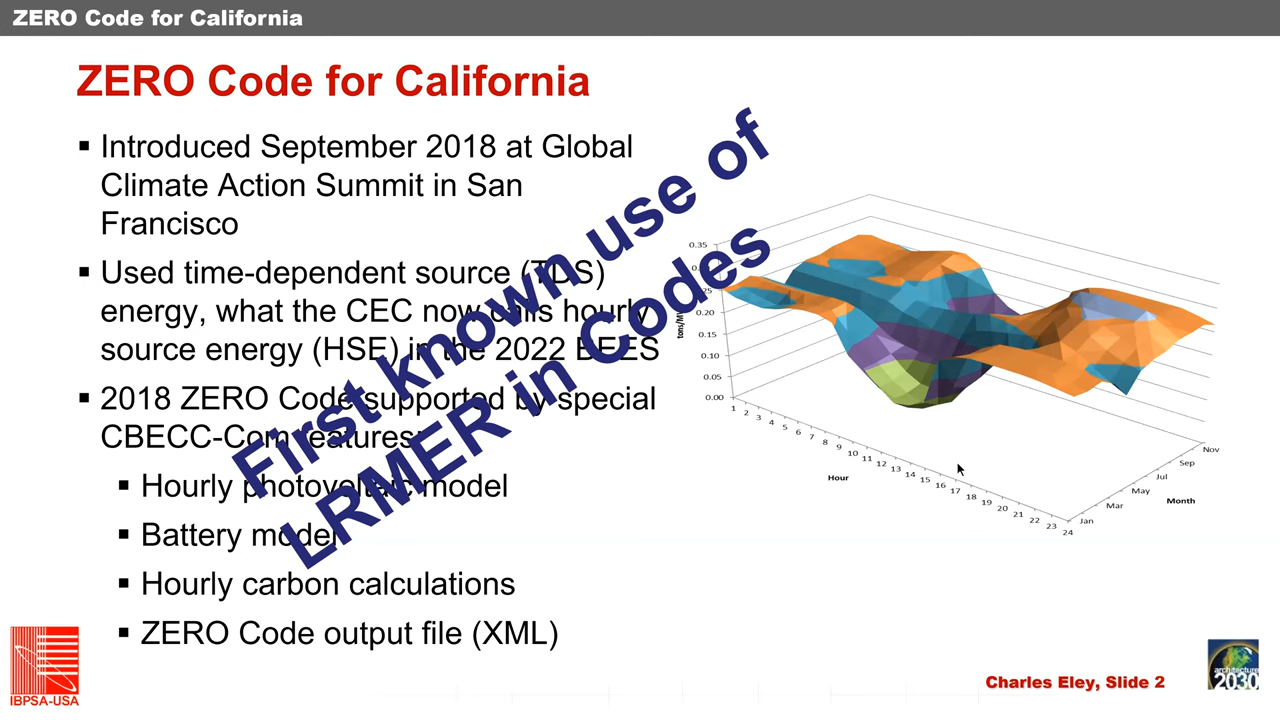 ZERO Code for California
ZERO Code for California
▪ Introduced September 2018 at Global
Climate Action Summit in San
Francisco
▪ Used time-dependent source (TDS)
energy, what the CEC now calls hourly
source energy (HSE) in the 2022 BEES
▪ 2018 ZERO Code supported by special
CBECC-Com features:
▪ Hourly photovoltaic model
▪ Battery model
▪ Hourly carbon calculations
▪ ZERO Code output file (XML)
First known use of
LRMER in Codes
0.35
0.20
0.15
0.10
0.05
0.00
1 2 3 4 5 6 7 8 9 10 11 12 13 14 15 16 17 18 19 20 21 22 23 24
Hour
Jan
Mar
May
Jul
Sep
Nov
Month
IBPSA-USA
Charles Eley, Slide 2
architecture
2030